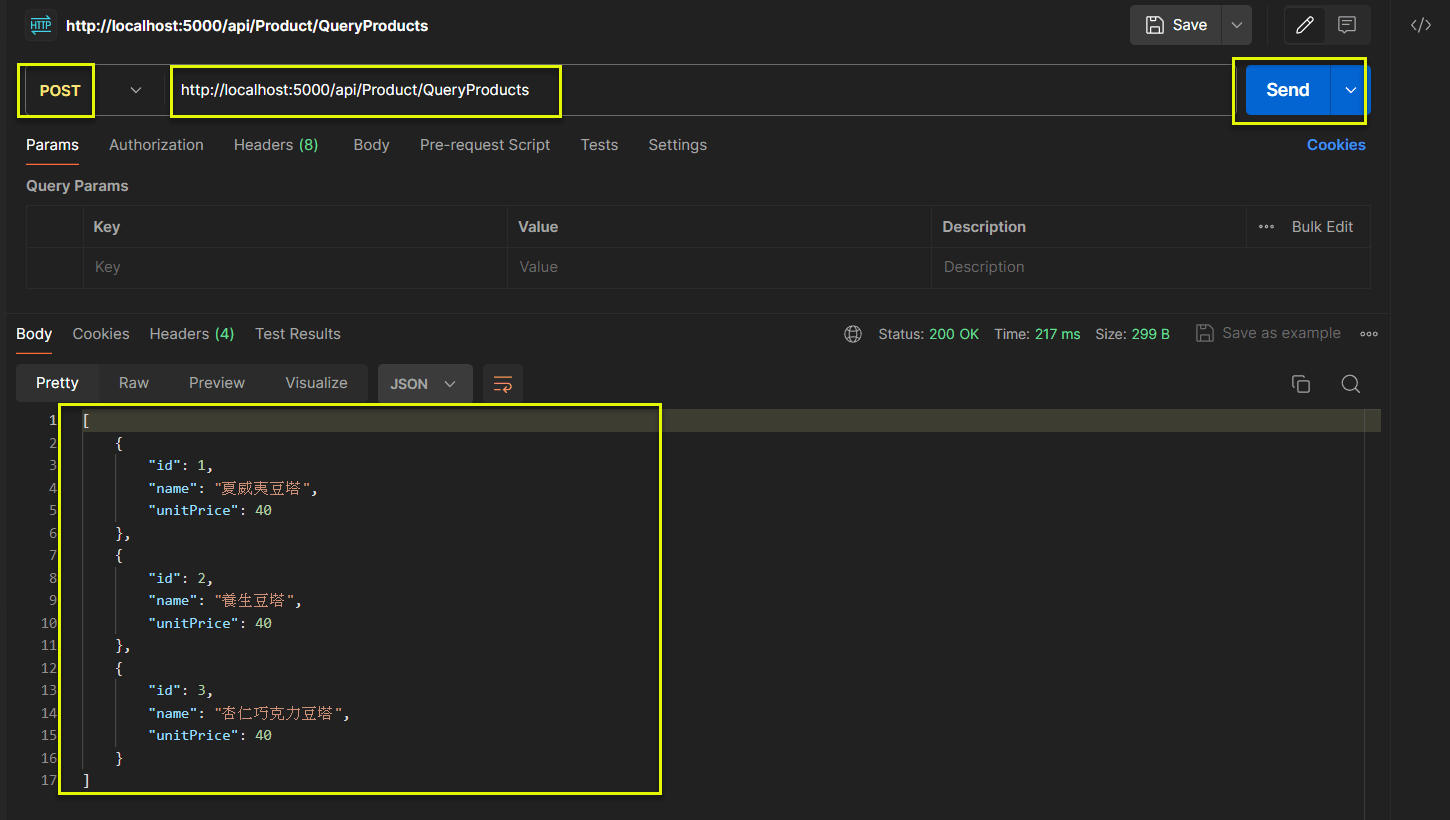 HTTP http://localhost:5000/api/Product/QueryProducts Save </>
POST http://localhost:5000/api/Product/QueryProducts Send
Params Authorization Headers (8) Body Pre-request Script Tests Settings Cookies
Query Params
Key Value Description Bulk Edit
Key Value Description
Body Cookies Headers (4) Test Results Status: 200 OK Time: 217 ms Size: 299 B Save as example
Pretty Raw Preview Visualize JSON
1 [
2 {
3 "id": 1,
4 "name": "夏威夷豆塔",
5 "unitPrice": 40
6 },
7 {
8 "id": 2,
9 "name": "養生豆塔",
10 "unitPrice": 40
11 },
12 {
13 "id": 3,
14 "name": "杏仁巧克力豆塔",
15 "unitPrice": 40
16 }
17 ]